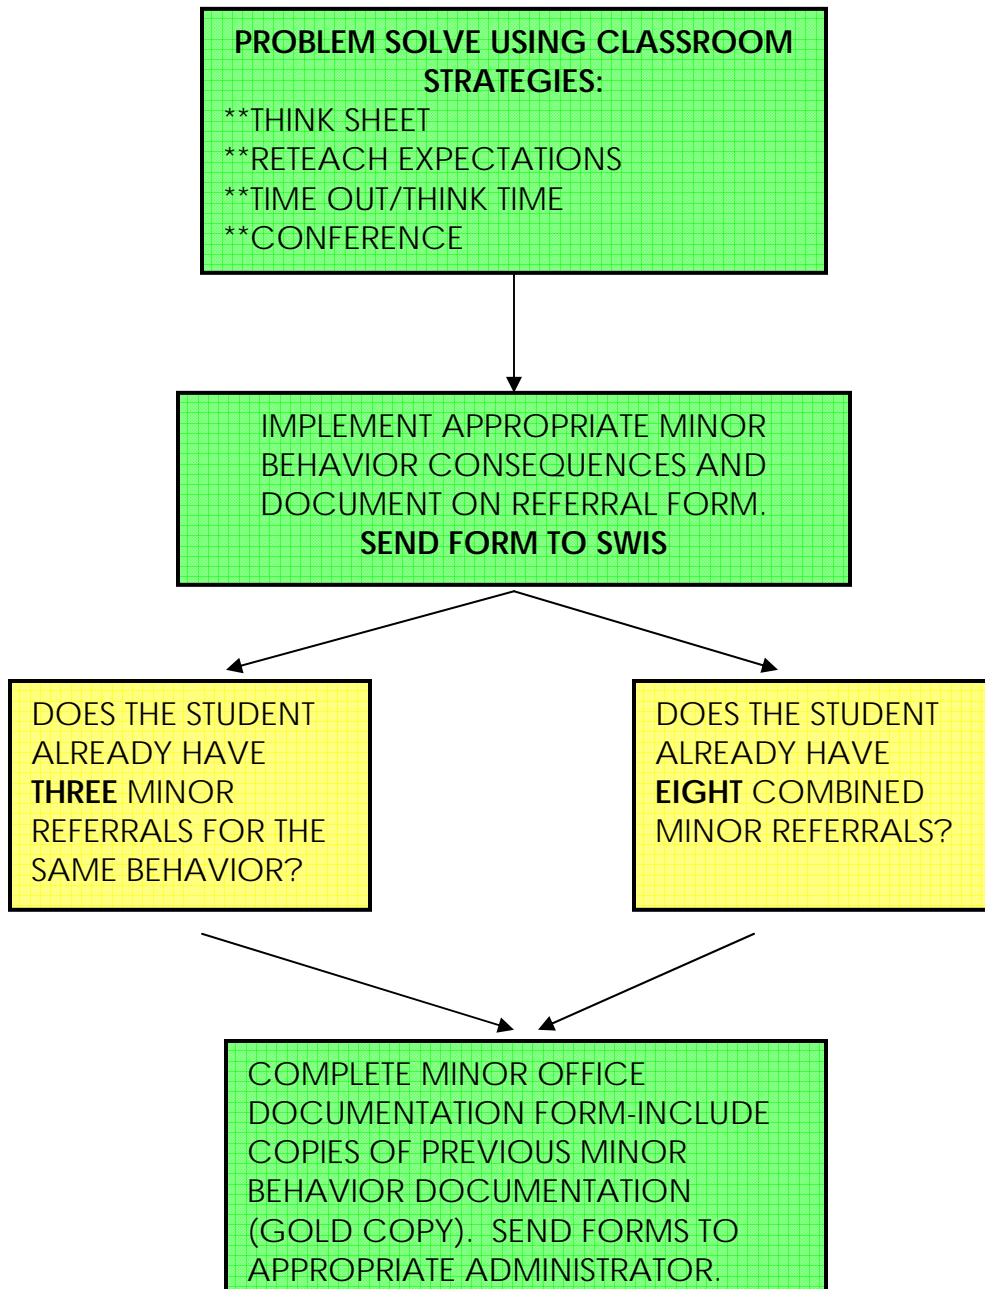 PROBLEM SOLVE USING CLASSROOM
STRATEGIES:
**THINK SHEET
**RETEACH EXPECTATIONS
**TIME OUT/THINK TIME
**CONFERENCE
IMPLEMENT APPROPRIATE MINOR
BEHAVIOR CONSEQUENCES AND
DOCUMENT ON REFERRAL FORM.
SEND FORM TO SWIS
DOES THE STUDENT
ALREADY HAVE
THREE MINOR
REFERRALS FOR THE
SAME BEHAVIOR?
DOES THE STUDENT
ALREADY HAVE
EIGHT COMBINED
MINOR REFERRALS?
COMPLETE MINOR OFFICE
DOCUMENTATION FORM-INCLUDE
COPIES OF PREVIOUS MINOR
BEHAVIOR DOCUMENTATION
(GOLD COPY).  SEND FORMS TO
APPROPRIATE ADMINISTRATOR.